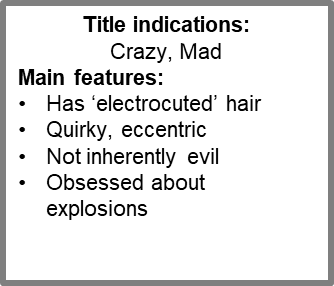 Title indications:
Crazy, Mad
Main features:
• Has ‘electrocuted’ hair
• Quirky, eccentric
• Not inherently evil
• Obsessed about
explosions